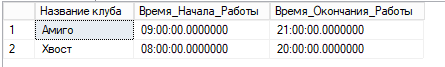 Название клуба Время_Начала_Работы Время_Окончания_Работы
1 Амиго 09:00:00.0000000 21:00:00.0000000
2 Хвост 08:00:00.0000000 20:00:00.0000000